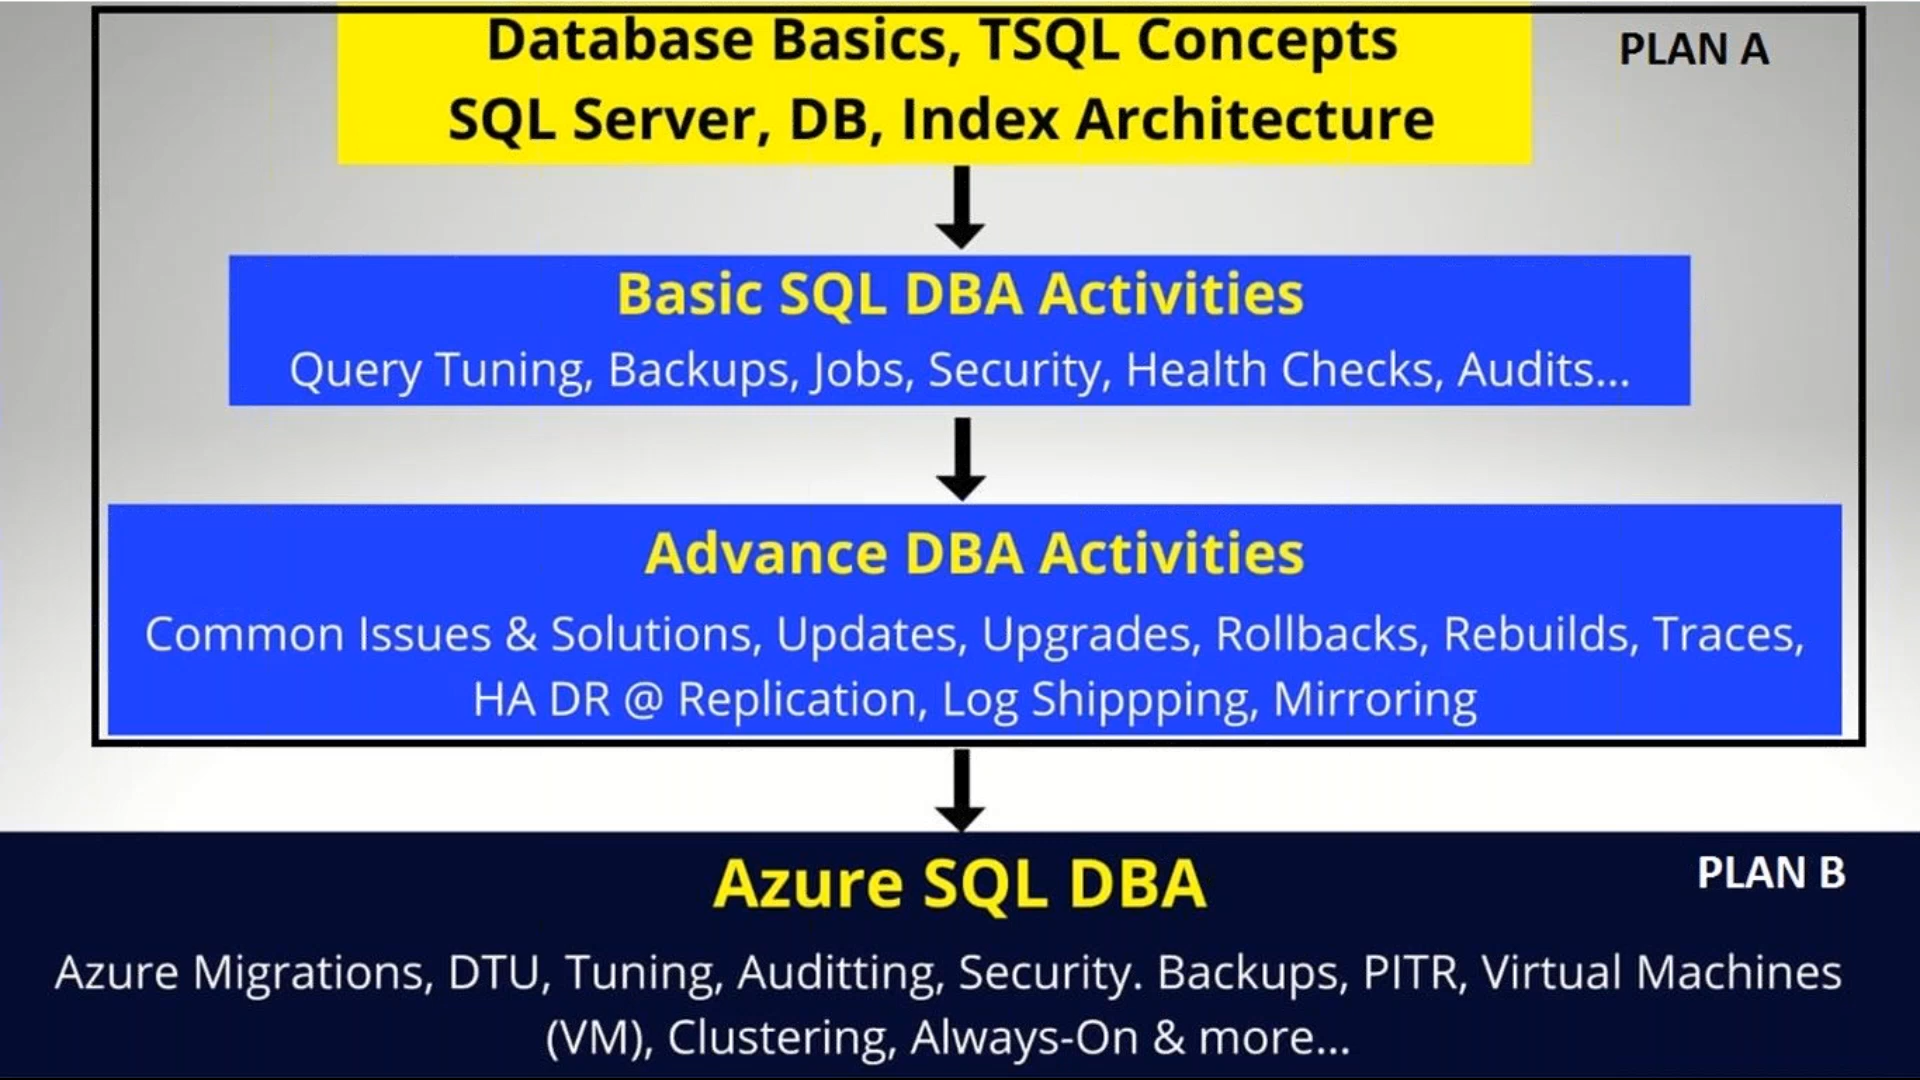 Database Basics, TSQL Concepts
PLAN A
SQL Server, DB, Index Architecture
Basic SQL DBA Activities
Query Tuning, Backups, Jobs, Security, Health Checks, Audits...
Advance DBA Activities
Common Issues & Solutions, Updates, Upgrades, Rollbacks, Rebuilds, Traces,
HA DR @ Replication, Log Shippping, Mirroring
Azure SQL DBA
PLAN B
Azure Migrations, DTU, Tuning, Auditting, Security. Backups, PITR, Virtual Machines
(VM), Clustering, Always-On & more...